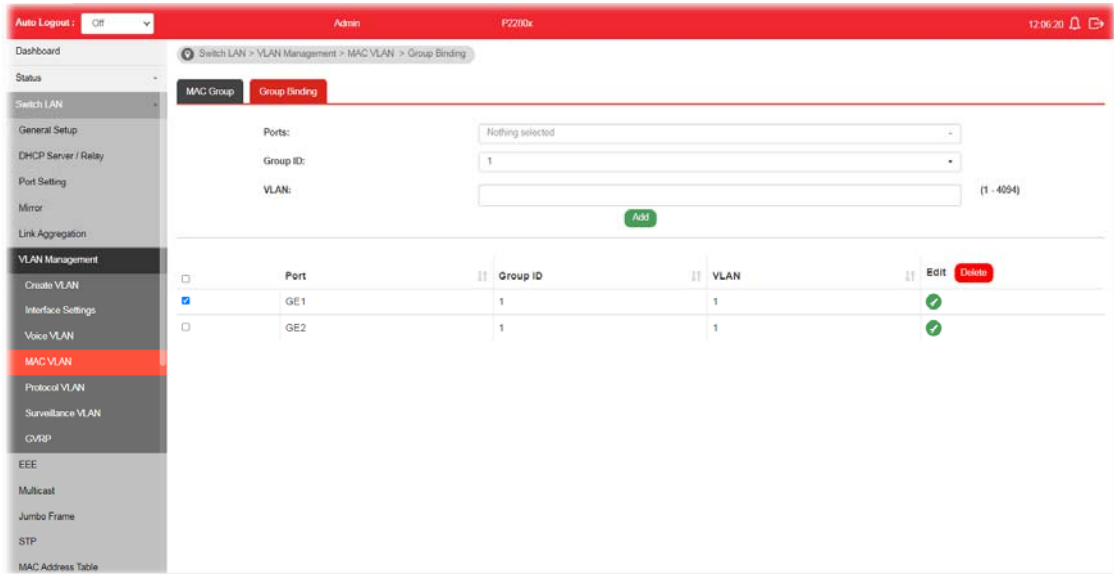 Auto Logout : Off Admin P2200x 12:06:20
Dashboard
Status
Switch LAN
General Setup
DHCP Server / Relay
Port Setting
Mirror
Link Aggregation
VLAN Management
Create VLAN
Interface Settings
Voice VLAN
MAC VLAN
Protocol VLAN
Surveillance VLAN
GVRP
EEE
Multicast
Jumbo Frame
STP
MAC Address Table
Switch LAN > VLAN Management > MAC VLAN > Group Binding
MAC Group Group Binding
Ports: Nothing selected
Group ID: 1
VLAN: (1 - 4094)
Add
Port Group ID VLAN Edit Delete
GE1 1 1
GE2 1 1